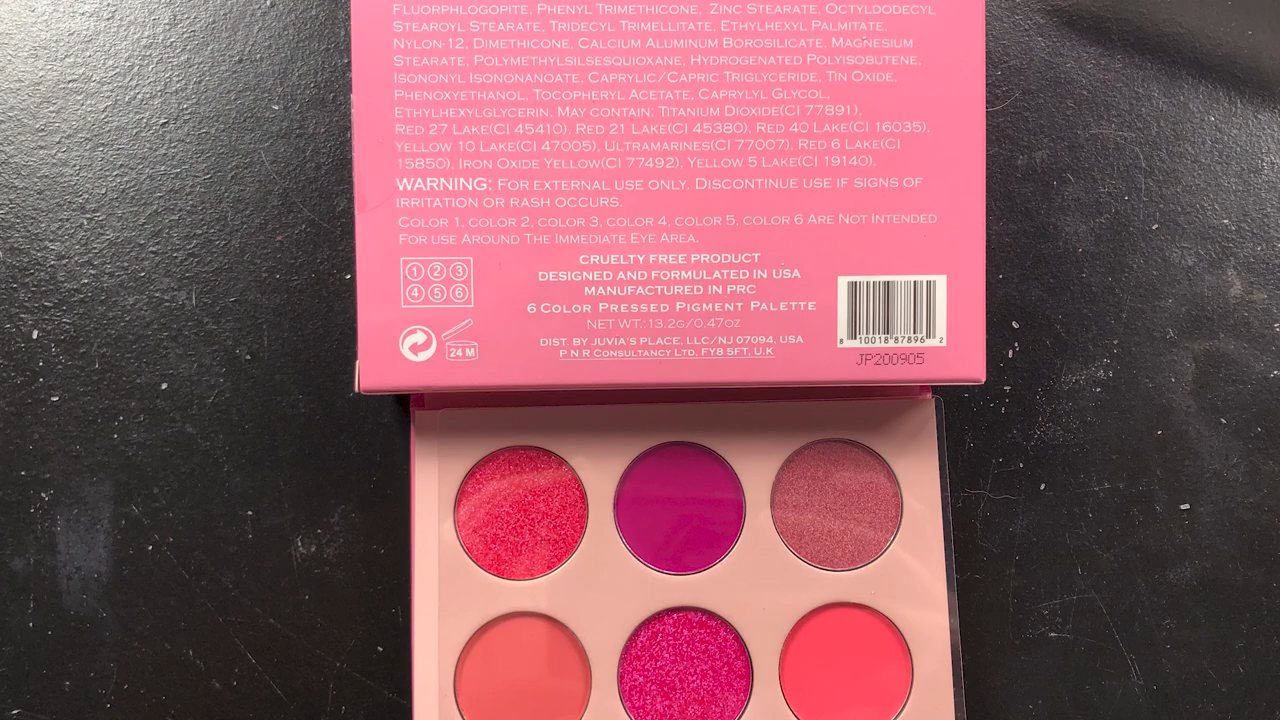 Fluorphlogopite, Phenyl Trimethicone, Zinc Stearate, Octyldodecyl
Stearoyl Stearate, Tridecyl Trimellitate, Ethylhexyl Palmitate,
Nylon-12, Dimethicone, Calcium Aluminum Borosilicate, Magnesium
Stearate, Polymethylsilsesquioxane, Hydrogenated Polyisobutene,
Isononyl Isononanoate, Caprylic/Capric Triglyceride, Tin Oxide,
Phenoxyethanol, Tocopheryl Acetate, Caprylyl Glycol,
Ethylhexylglycerin. May contain: Titanium Dioxide(CI 77891),
Red 27 Lake(CI 45410), Red 21 Lake(CI 45380), Red 40 Lake(CI 16035),
Yellow 10 Lake(CI 47005), Ultramarines(CI 77007), Red 6 Lake(CI
15850), Iron Oxide Yellow(CI 77492), Yellow 5 Lake(CI 19140).
WARNING: For external use only. Discontinue use if signs of
irritation or rash occurs.
Color 1, color 2, color 3, color 4, color 5, color 6 Are Not Intended
For use Around The Immediate Eye Area.
1 2 3
4 5 6
CRUELTY FREE PRODUCT
DESIGNED AND FORMULATED IN USA
MANUFACTURED IN PRC
6 Color Pressed Pigment Palette
NET WT.:13.2g/0.47oz
DIST. BY JUVIA'S PLACE, LLC/NJ 07094, USA
P N R Consultancy Ltd, FY8 5FT, U.K
24 M
8 10018 87896 2
JP200905